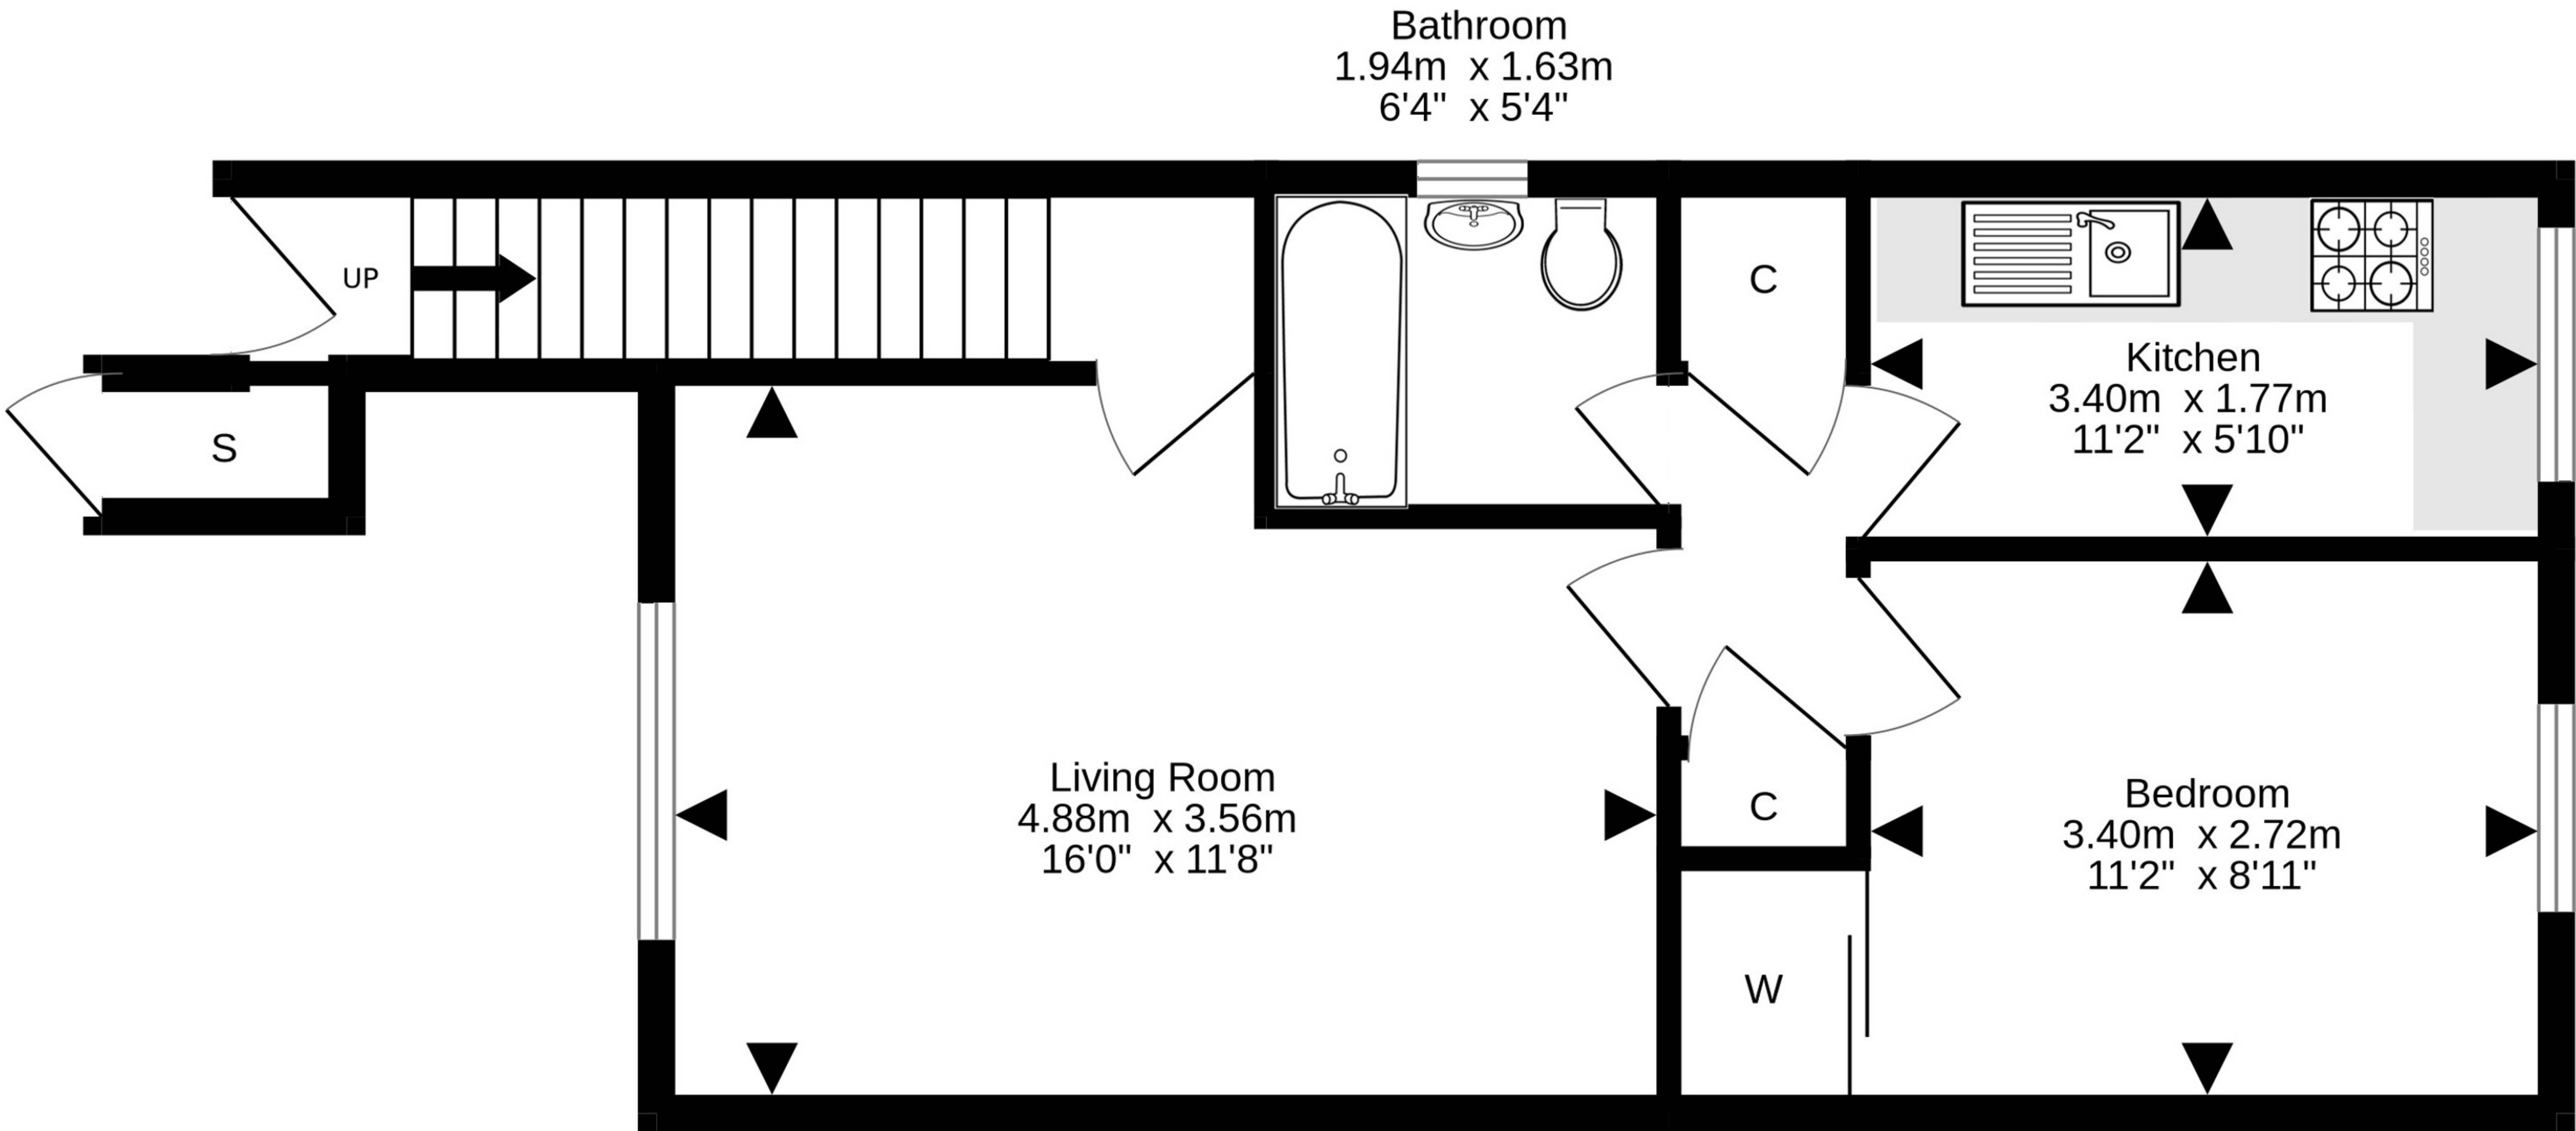 Bathroom
1.94m x 1.63m
6'4" x 5'4"
UP
C
Kitchen
3.40m x 1.77m
11'2" x 5'10"
S
Living Room
4.88m x 3.56m
16'0" x 11'8"
C
Bedroom
3.40m x 2.72m
11'2" x 8'11"
W